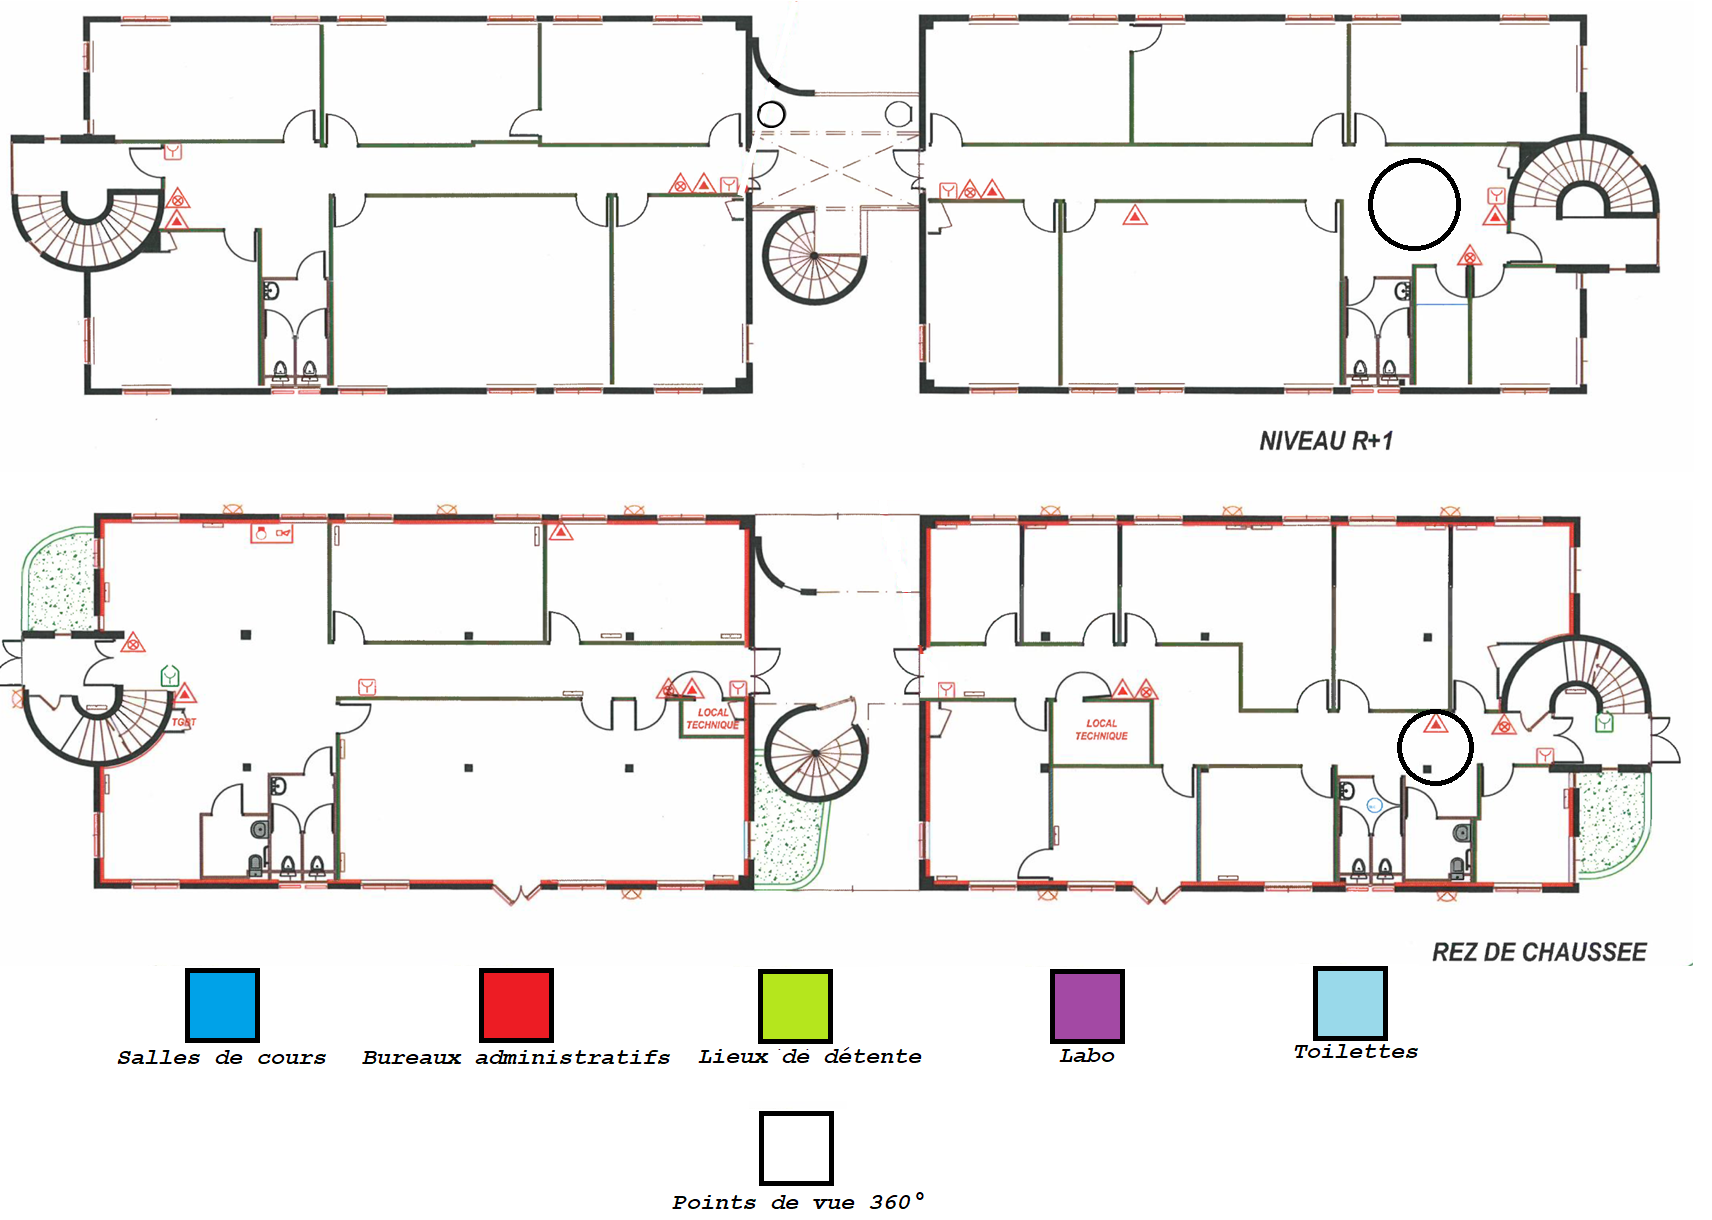 NIVEAU R+1
TGBT
LOCAL
TECHNIQUE
LOCAL
TECHNIQUE
REZ DE CHAUSSEE
Salles de cours
Bureaux administratifs
Lieux de détente
Labo
Toilettes
Points de vue 360°